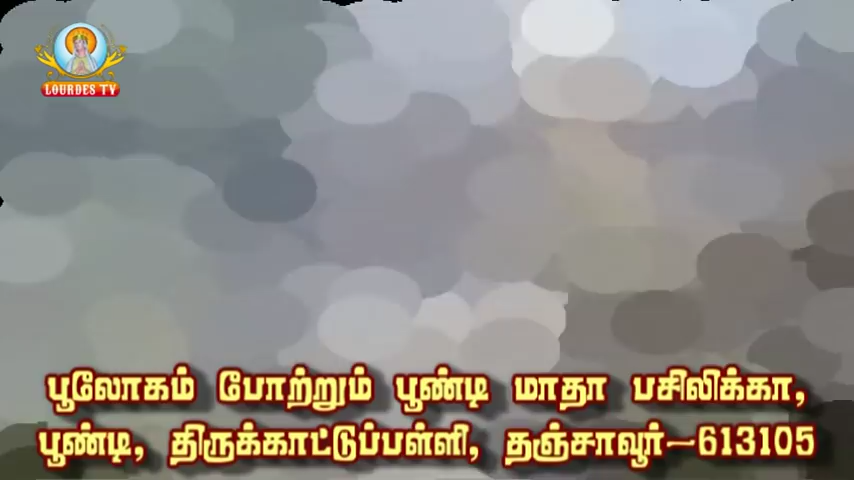 LOURDES TV
பூலோகம் போற்றும் பூண்டி மாதா பசிலிக்கா,
பூண்டி, திருக்காட்டுப்பள்ளி, தஞ்சாவூர்-613105